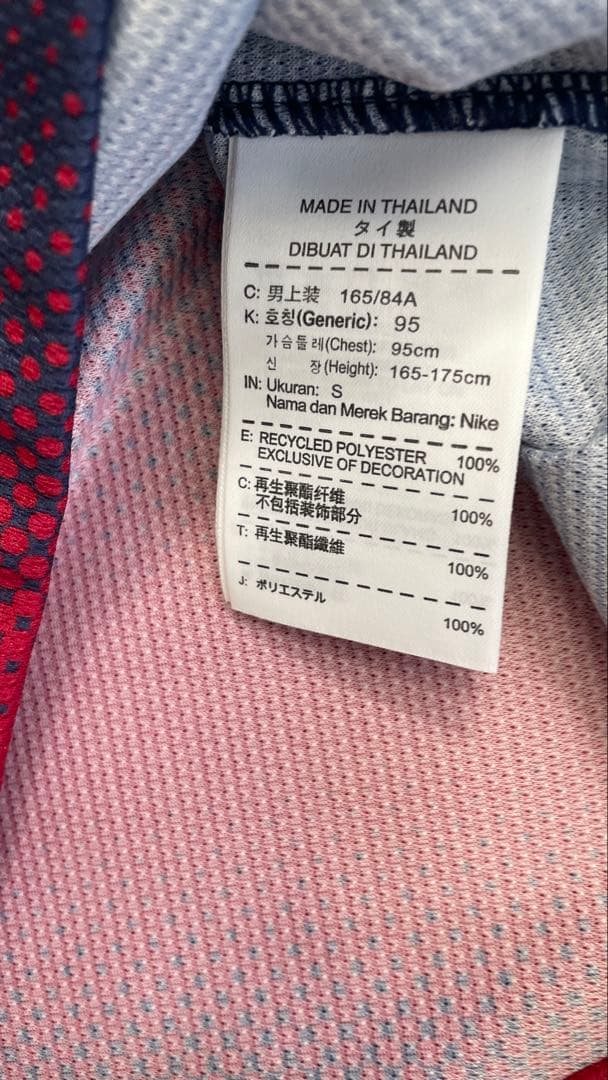 MADE IN THAILAND
タイ製
DIBUAT DI THAILAND
C: 男上装 165/84A
K: 호칭(Generic): 95
가슴둘레(Chest): 95cm
신 장(Height): 165-175cm
IN: Ukuran: S
Nama dan Merek Barang: Nike
E: RECYCLED POLYESTER 100%
EXCLUSIVE OF DECORATION
C: 再生聚酯纤维
不包括装饰部分 100%
T: 再生聚酯纖維
100%
J: ポリエステル
100%